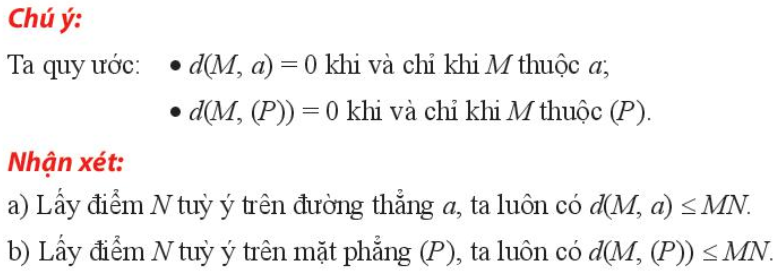 Chú ý:
Ta quy ước: • d(M, a) = 0 khi và chỉ khi M thuộc a;
• d(M, (P)) = 0 khi và chỉ khi M thuộc (P).
Nhận xét:
a) Lấy điểm N tuỳ ý trên đường thẳng a, ta luôn có d(M, a) ≤ MN.
b) Lấy điểm N tuỳ ý trên mặt phẳng (P), ta luôn có d(M, (P)) ≤ MN.